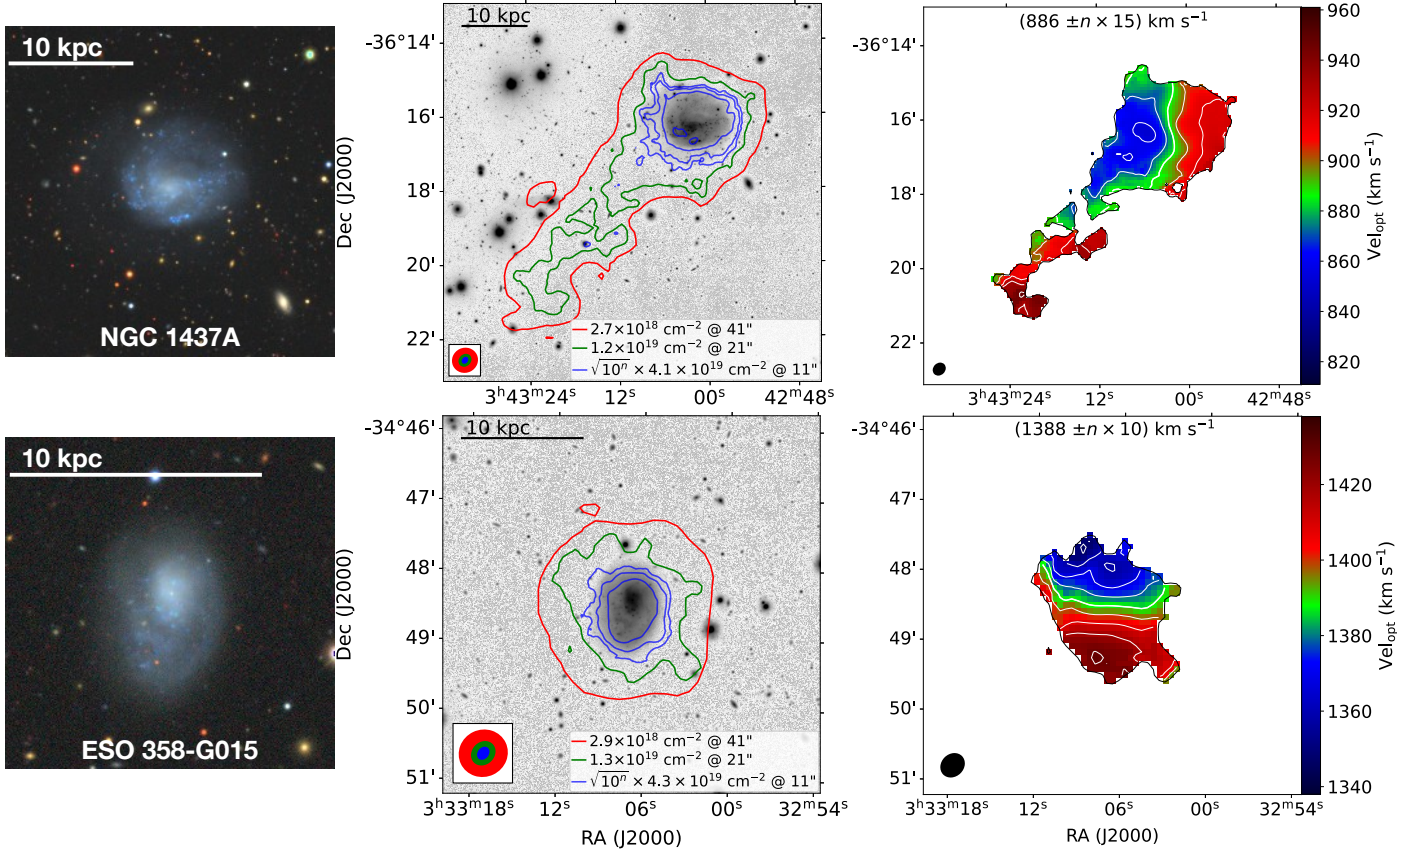 10 kpc
NGC 1437A
10 kpc
-36°14'
16'
18'
20'
22'
Dec (J2000)
2.7×10¹⁸ cm⁻² @ 41"
1.2×10¹⁹ cm⁻² @ 21"
√10ⁿ × 4.1 × 10¹⁹ cm⁻² @ 11"
3ʰ43ᵐ24ˢ 12ˢ 00ˢ 42ᵐ48ˢ
(886 ±n × 15) km s⁻¹
-36°14'
16'
18'
20'
22'
3ʰ43ᵐ24ˢ 12ˢ 00ˢ 42ᵐ48ˢ
960
940
920
900
880
860
840
820
Vel_opt (km s⁻¹)
10 kpc
ESO 358-G015
10 kpc
-34°46'
47'
48'
49'
50'
51'
Dec (J2000)
2.9×10¹⁸ cm⁻² @ 41"
1.3×10¹⁹ cm⁻² @ 21"
√10ⁿ × 4.3 × 10¹⁹ cm⁻² @ 11"
3ʰ33ᵐ18ˢ 12ˢ 06ˢ 00ˢ 32ᵐ54ˢ
RA (J2000)
(1388 ±n × 10) km s⁻¹
-34°46'
47'
48'
49'
50'
51'
3ʰ33ᵐ18ˢ 12ˢ 06ˢ 00ˢ 32ᵐ54ˢ
RA (J2000)
1420
1400
1380
1360
1340
Vel_opt (km s⁻¹)